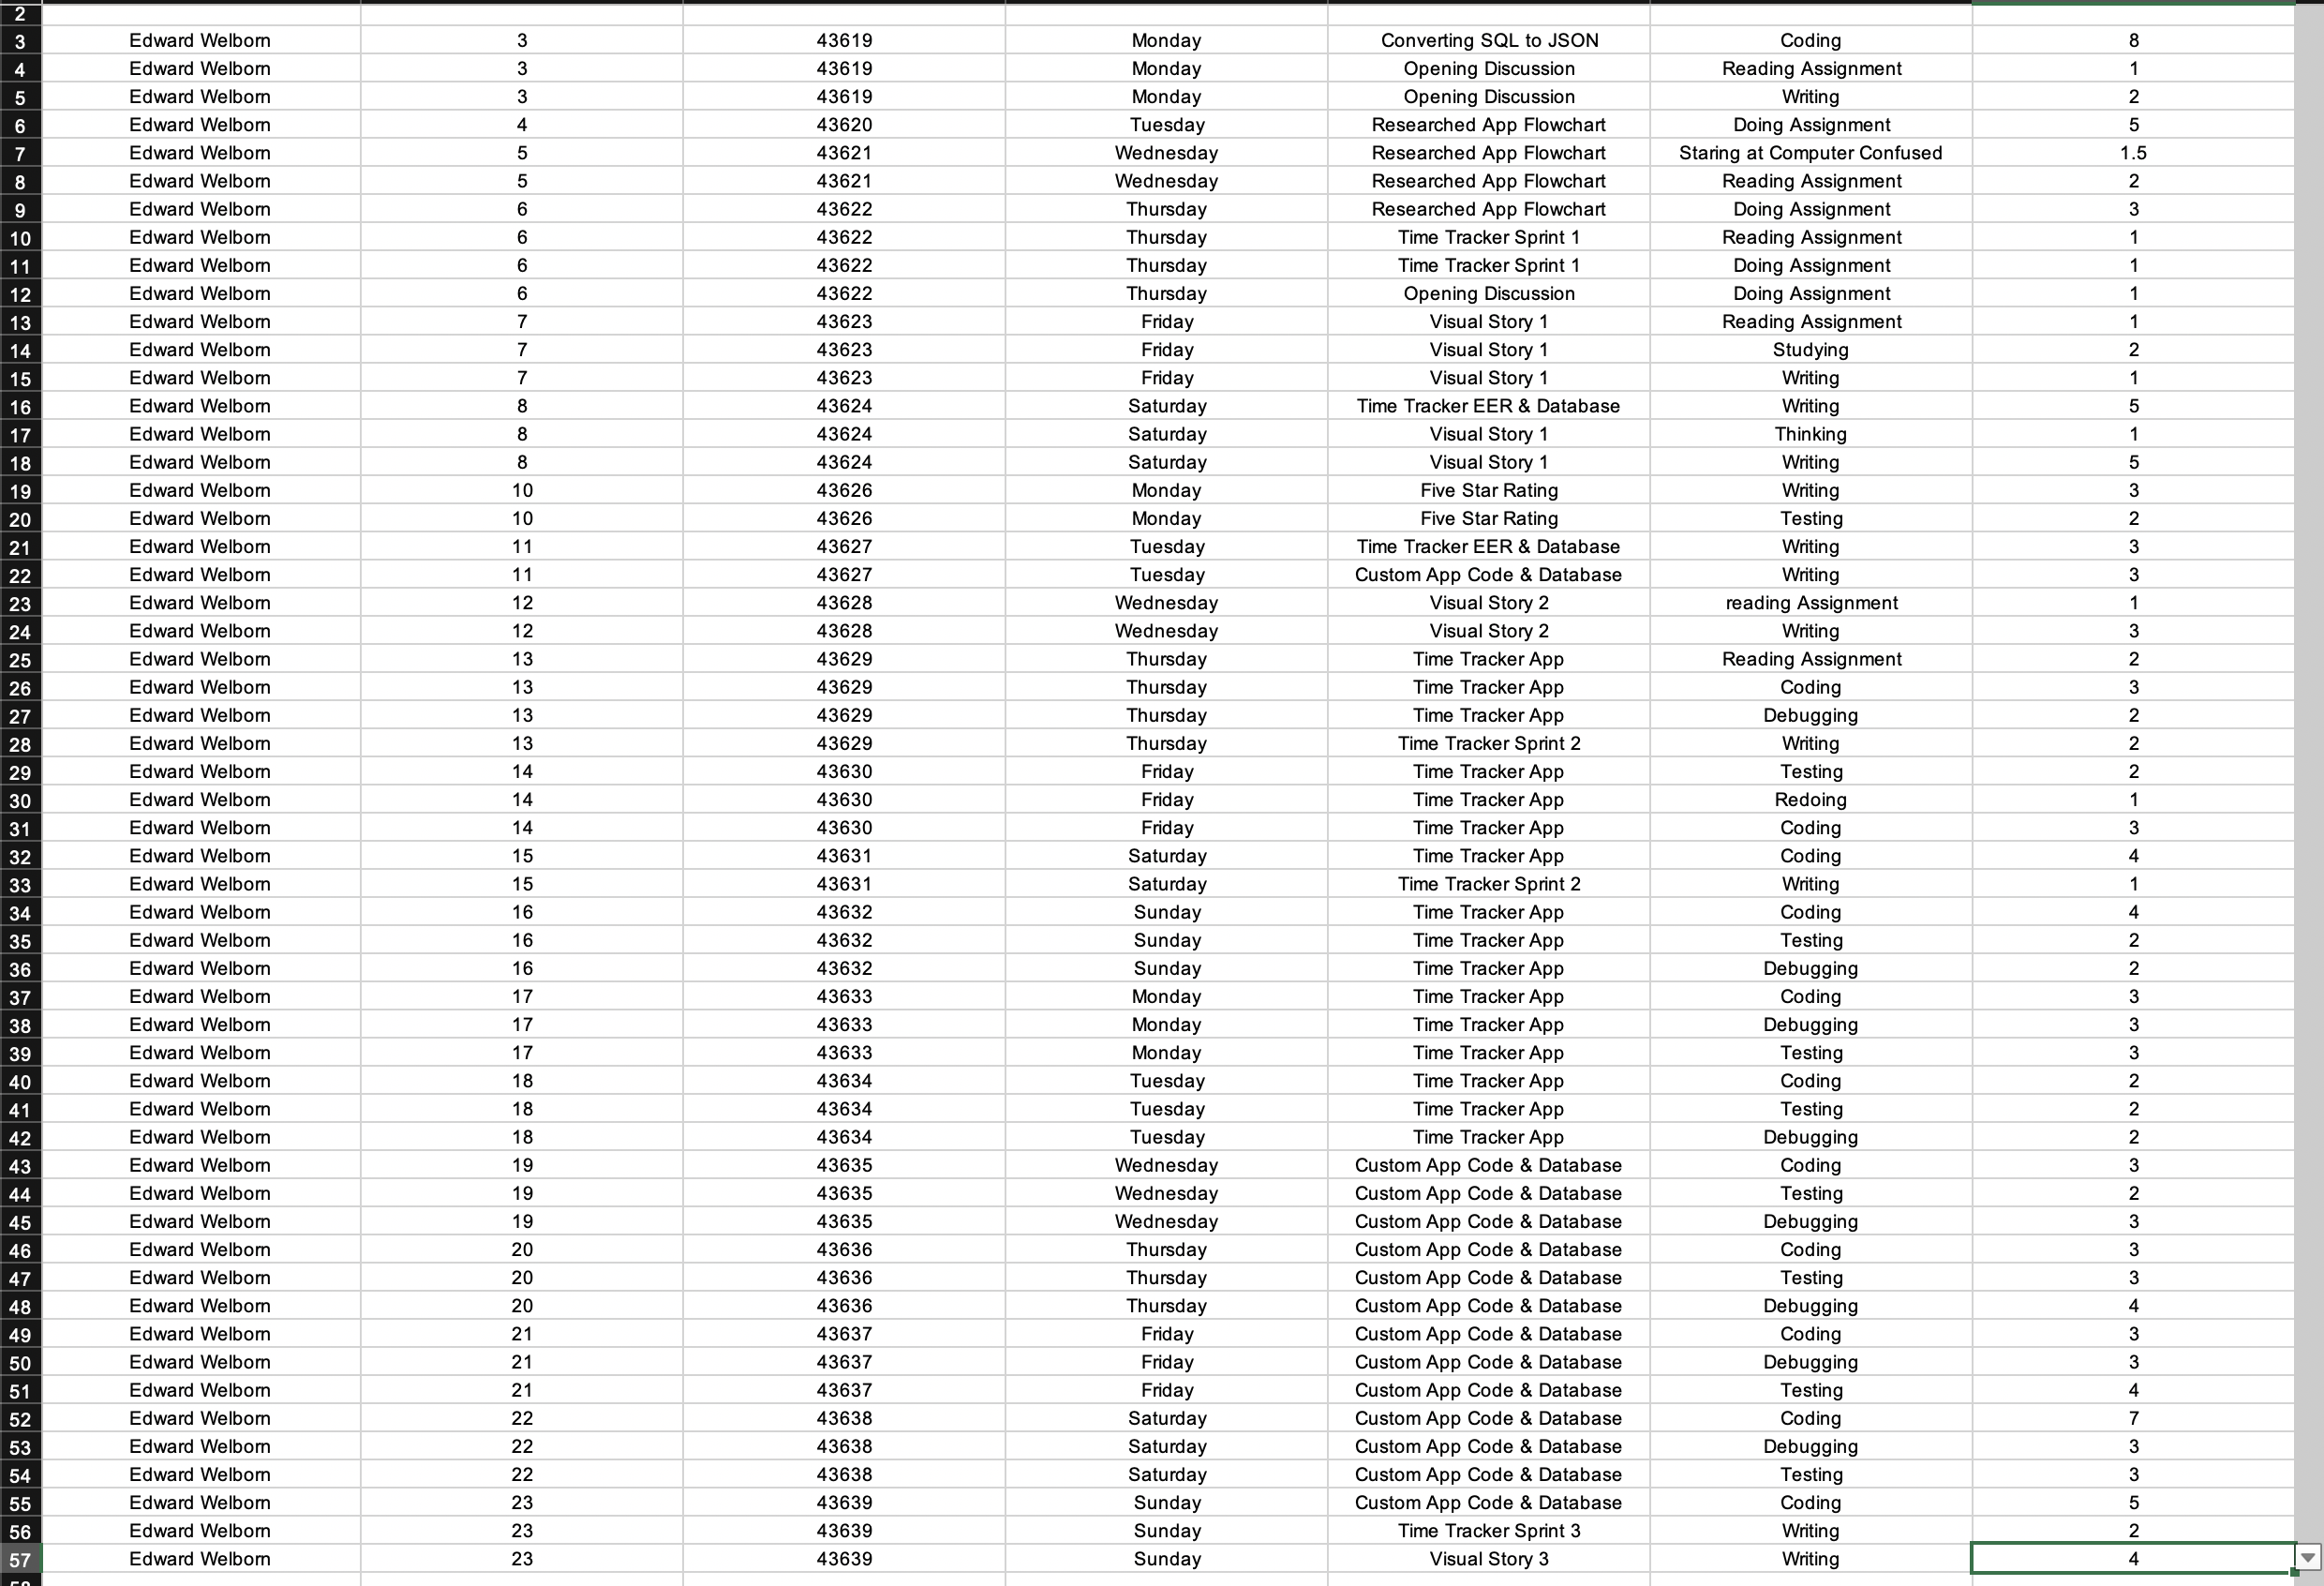 2
3 Edward Welborn 3 43619 Monday Converting SQL to JSON Coding 8
4 Edward Welborn 3 43619 Monday Opening Discussion Reading Assignment 1
5 Edward Welborn 3 43619 Monday Opening Discussion Writing 2
6 Edward Welborn 4 43620 Tuesday Researched App Flowchart Doing Assignment 5
7 Edward Welborn 5 43621 Wednesday Researched App Flowchart Staring at Computer Confused 1.5
8 Edward Welborn 5 43621 Wednesday Researched App Flowchart Reading Assignment 2
9 Edward Welborn 6 43622 Thursday Researched App Flowchart Doing Assignment 3
10 Edward Welborn 6 43622 Thursday Time Tracker Sprint 1 Reading Assignment 1
11 Edward Welborn 6 43622 Thursday Time Tracker Sprint 1 Doing Assignment 1
12 Edward Welborn 6 43622 Thursday Opening Discussion Doing Assignment 1
13 Edward Welborn 7 43623 Friday Visual Story 1 Reading Assignment 1
14 Edward Welborn 7 43623 Friday Visual Story 1 Studying 2
15 Edward Welborn 7 43623 Friday Visual Story 1 Writing 1
16 Edward Welborn 8 43624 Saturday Time Tracker EER & Database Writing 5
17 Edward Welborn 8 43624 Saturday Visual Story 1 Thinking 1
18 Edward Welborn 8 43624 Saturday Visual Story 1 Writing 5
19 Edward Welborn 10 43626 Monday Five Star Rating Writing 3
20 Edward Welborn 10 43626 Monday Five Star Rating Testing 2
21 Edward Welborn 11 43627 Tuesday Time Tracker EER & Database Writing 3
22 Edward Welborn 11 43627 Tuesday Custom App Code & Database Writing 3
23 Edward Welborn 12 43628 Wednesday Visual Story 2 reading Assignment 1
24 Edward Welborn 12 43628 Wednesday Visual Story 2 Writing 3
25 Edward Welborn 13 43629 Thursday Time Tracker App Reading Assignment 2
26 Edward Welborn 13 43629 Thursday Time Tracker App Coding 3
27 Edward Welborn 13 43629 Thursday Time Tracker App Debugging 2
28 Edward Welborn 13 43629 Thursday Time Tracker Sprint 2 Writing 2
29 Edward Welborn 14 43630 Friday Time Tracker App Testing 2
30 Edward Welborn 14 43630 Friday Time Tracker App Redoing 1
31 Edward Welborn 14 43630 Friday Time Tracker App Coding 3
32 Edward Welborn 15 43631 Saturday Time Tracker App Coding 4
33 Edward Welborn 15 43631 Saturday Time Tracker Sprint 2 Writing 1
34 Edward Welborn 16 43632 Sunday Time Tracker App Coding 4
35 Edward Welborn 16 43632 Sunday Time Tracker App Testing 2
36 Edward Welborn 16 43632 Sunday Time Tracker App Debugging 2
37 Edward Welborn 17 43633 Monday Time Tracker App Coding 3
38 Edward Welborn 17 43633 Monday Time Tracker App Debugging 3
39 Edward Welborn 17 43633 Monday Time Tracker App Testing 3
40 Edward Welborn 18 43634 Tuesday Time Tracker App Coding 2
41 Edward Welborn 18 43634 Tuesday Time Tracker App Testing 2
42 Edward Welborn 18 43634 Tuesday Time Tracker App Debugging 2
43 Edward Welborn 19 43635 Wednesday Custom App Code & Database Coding 3
44 Edward Welborn 19 43635 Wednesday Custom App Code & Database Testing 2
45 Edward Welborn 19 43635 Wednesday Custom App Code & Database Debugging 3
46 Edward Welborn 20 43636 Thursday Custom App Code & Database Coding 3
47 Edward Welborn 20 43636 Thursday Custom App Code & Database Testing 3
48 Edward Welborn 20 43636 Thursday Custom App Code & Database Debugging 4
49 Edward Welborn 21 43637 Friday Custom App Code & Database Coding 3
50 Edward Welborn 21 43637 Friday Custom App Code & Database Debugging 3
51 Edward Welborn 21 43637 Friday Custom App Code & Database Testing 4
52 Edward Welborn 22 43638 Saturday Custom App Code & Database Coding 7
53 Edward Welborn 22 43638 Saturday Custom App Code & Database Debugging 3
54 Edward Welborn 22 43638 Saturday Custom App Code & Database Testing 3
55 Edward Welborn 23 43639 Sunday Custom App Code & Database Coding 5
56 Edward Welborn 23 43639 Sunday Time Tracker Sprint 3 Writing 2
57 Edward Welborn 23 43639 Sunday Visual Story 3 Writing 4